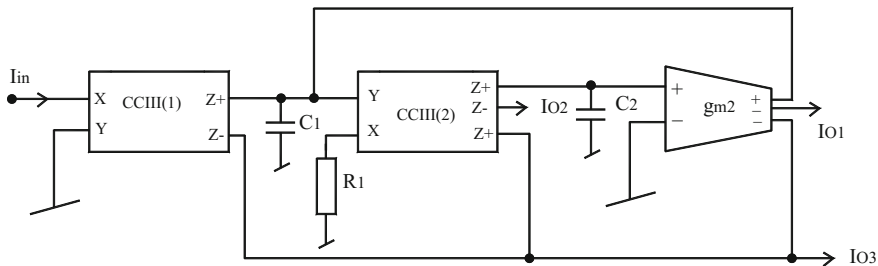 Iin
X
Y
CCIII(1)
Z+
Z-
C1
Y
X
CCIII(2)
Z+
Z-
Z+
R1
IO2
C2
+
−
gm2
+
−
−
IO1
IO3